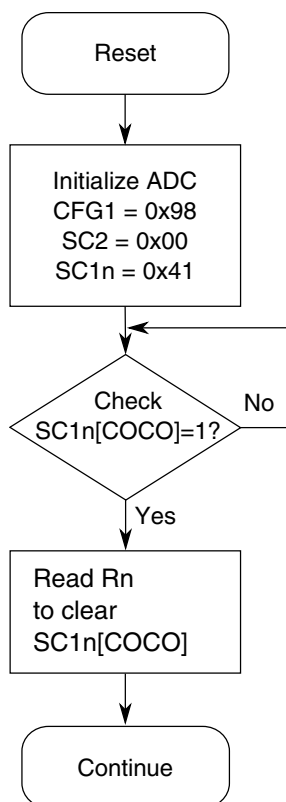 Reset
Initialize ADC
CFG1 = 0x98
SC2 = 0x00
SC1n = 0x41
Check
SC1n[COCO]=1?
No
Yes
Read Rn
to clear
SC1n[COCO]
Continue